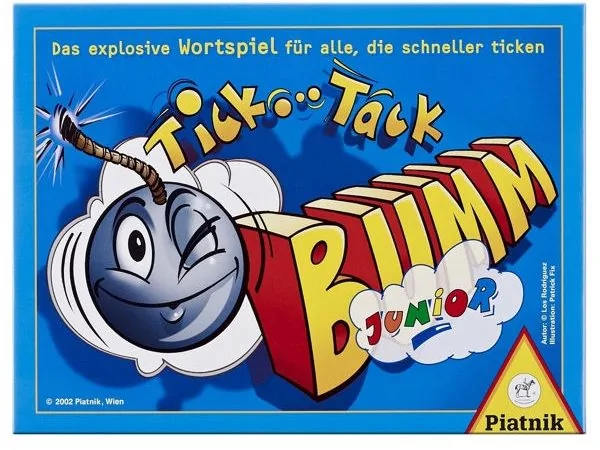 Das explosive Wortspiel für alle, die schneller ticken
Tick... Tack
BUMM
JUNiOR
Autor: © Les Rodriguez
Illustration: Patrick Fix
© 2002 Piatnik, Wien
Piatnik